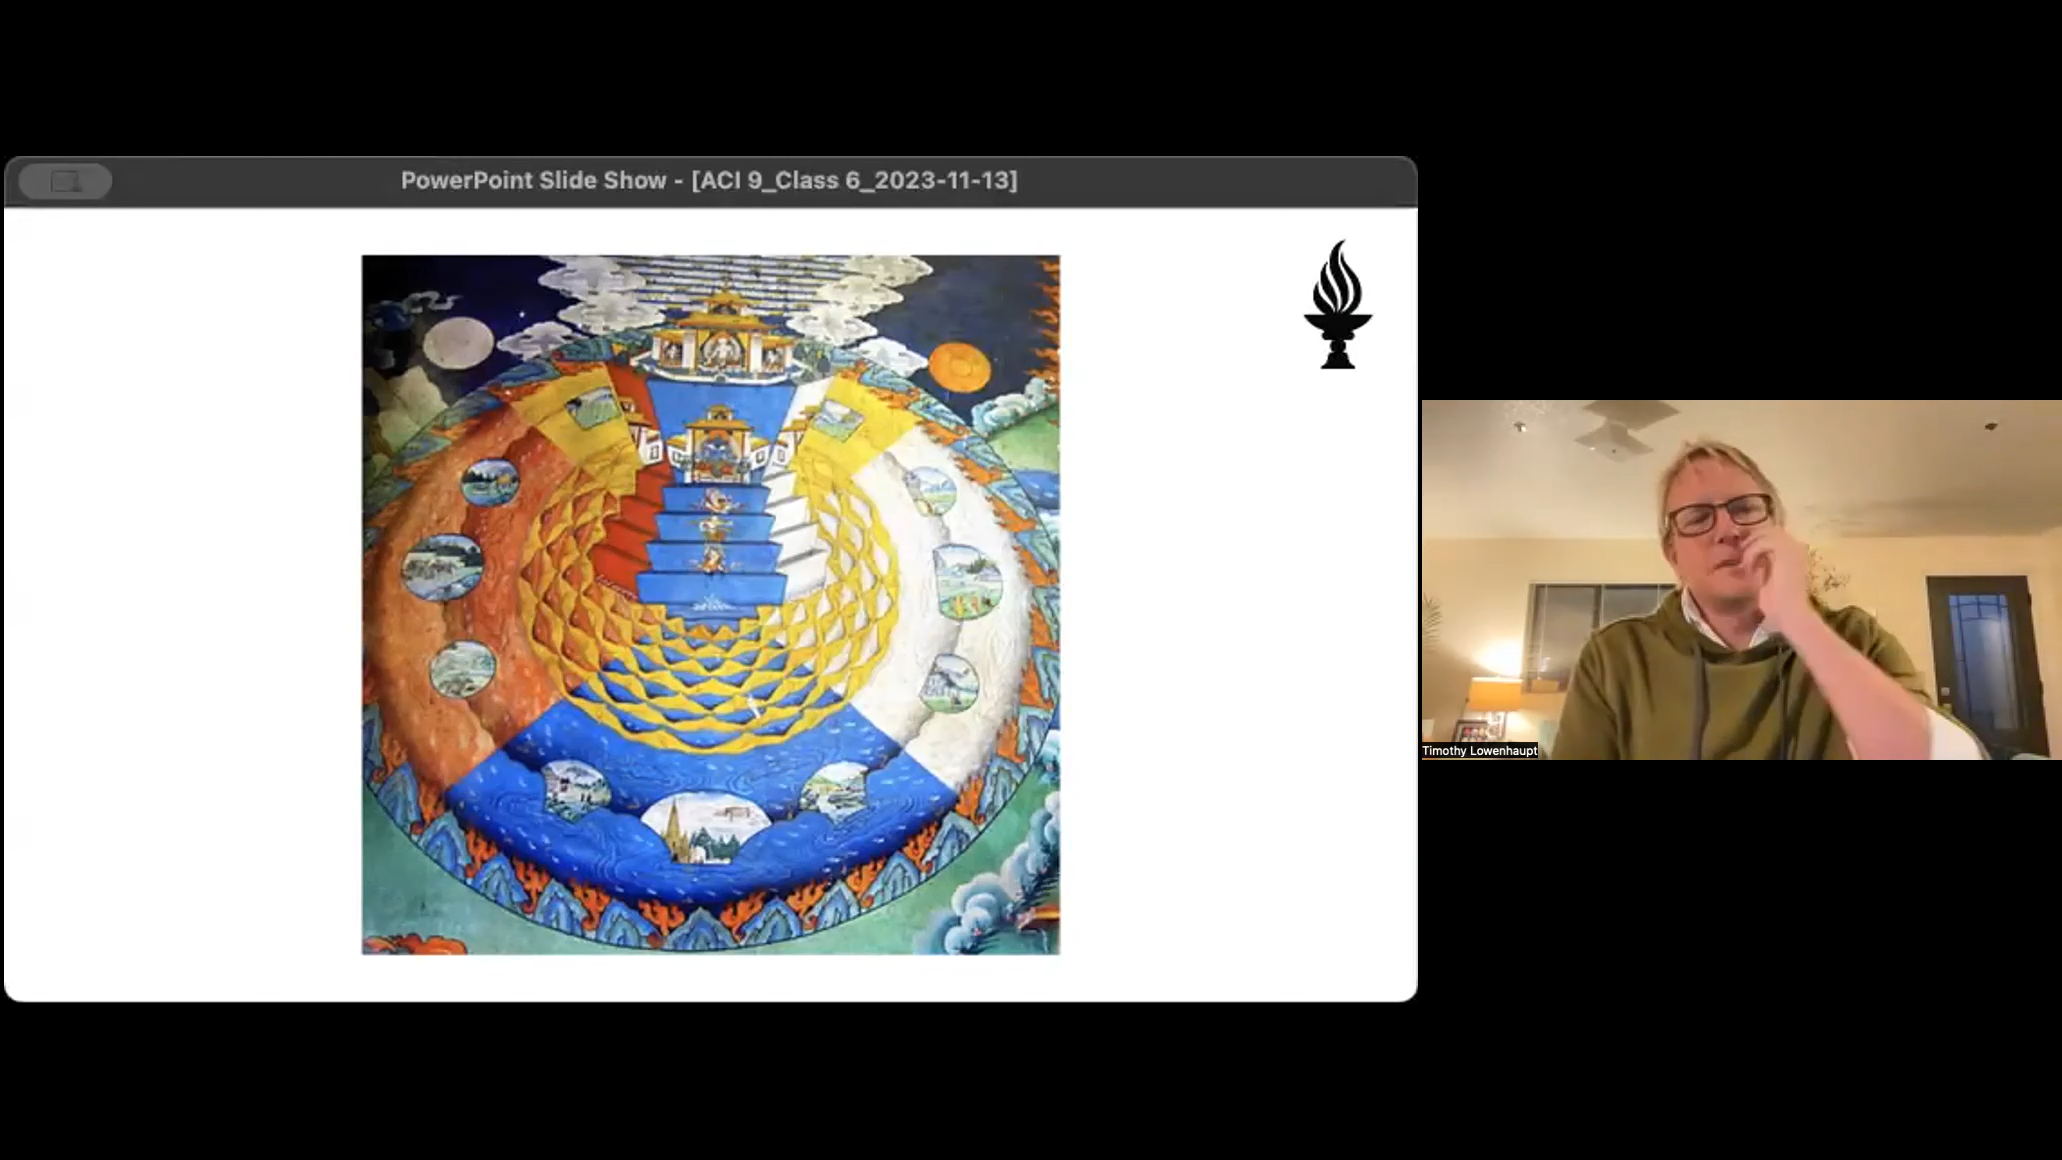 PowerPoint Slide Show - [ACI 9_Class 6_2023-11-13]
Timothy Lowenhaupt